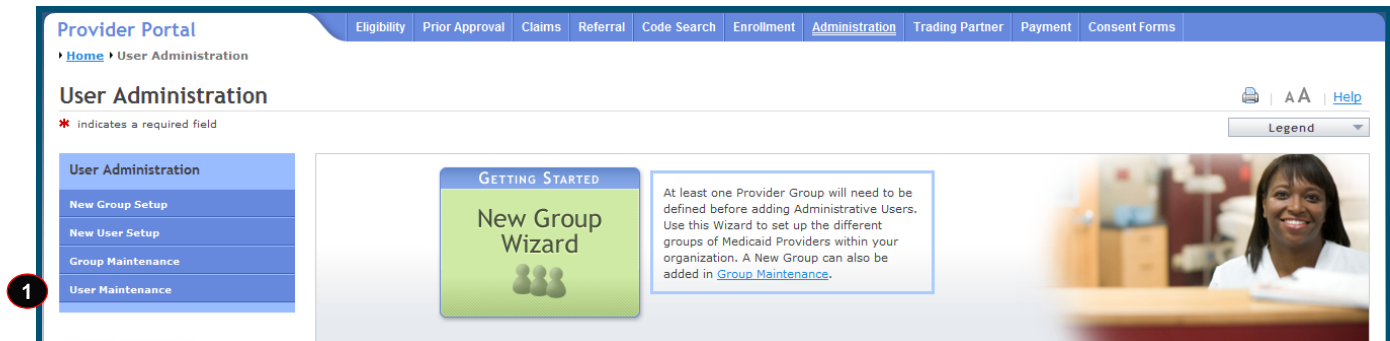 Provider Portal
Eligibility Prior Approval Claims Referral Code Search Enrollment Administration Trading Partner Payment Consent Forms
Home User Administration
User Administration
AA Help
* indicates a required field
Legend
User Administration
New Group Setup
New User Setup
Group Maintenance
1 User Maintenance
GETTING STARTED
New Group
Wizard
At least one Provider Group will need to be
defined before adding Administrative Users.
Use this Wizard to set up the different
groups of Medicaid Providers within your
organization. A New Group can also be
added in Group Maintenance.